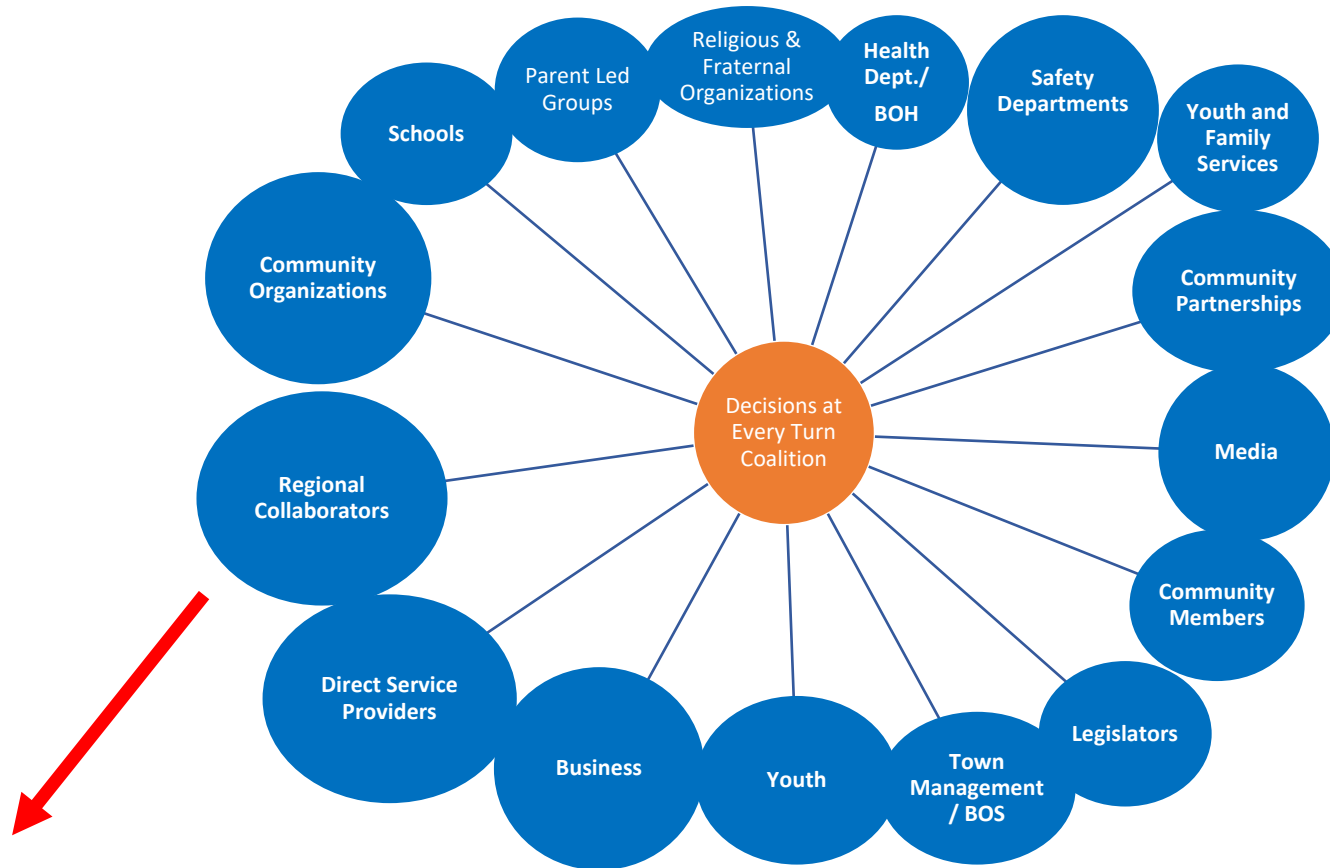 Religious &
Fraternal
Organizations
Health
Dept./
BOH
Safety
Departments
Parent Led
Groups
Youth and
Family
Services
Schools
Community
Organizations
Community
Partnerships
Decisions at
Every Turn
Coalition
Media
Regional
Collaborators
Community
Members
Direct Service
Providers
Legislators
Business
Youth
Town
Management
/ BOS